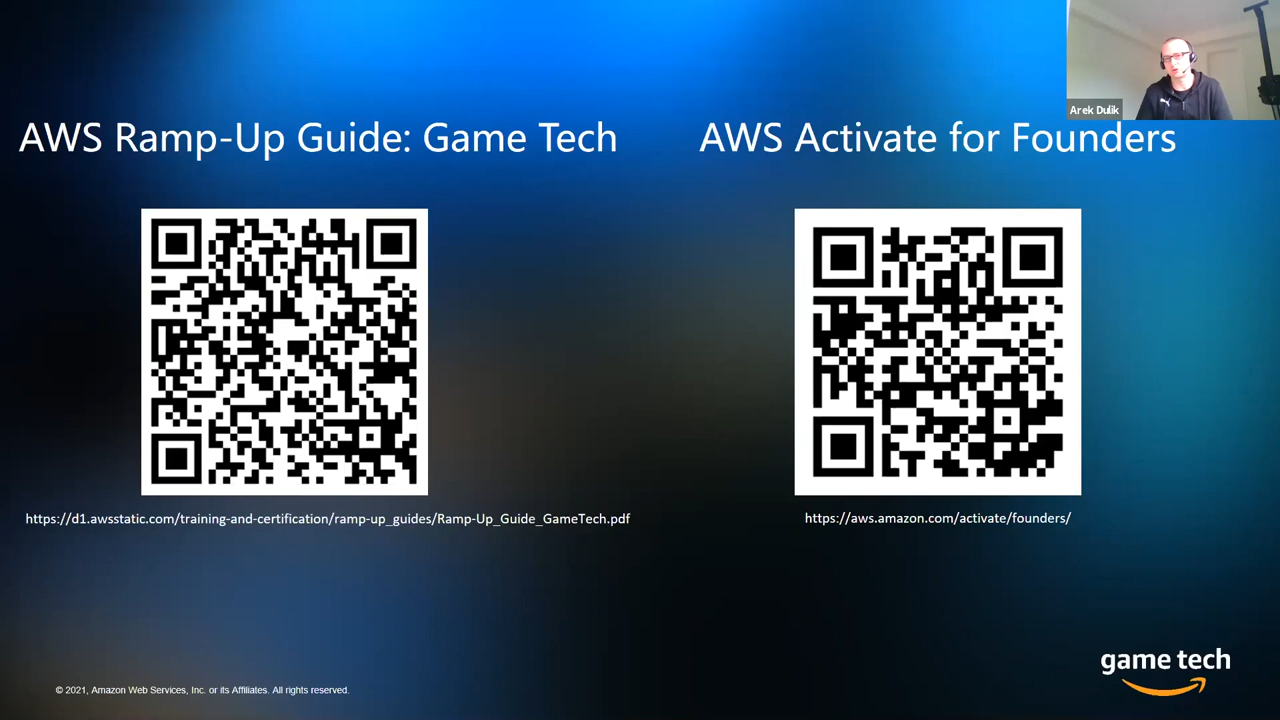 Arek Dulik
AWS Ramp-Up Guide: Game Tech
AWS Activate for Founders
https://d1.awsstatic.com/training-and-certification/ramp-up_guides/Ramp-Up_Guide_GameTech.pdf
https://aws.amazon.com/activate/founders/
game tech
© 2021, Amazon Web Services, Inc. or its Affiliates. All rights reserved.